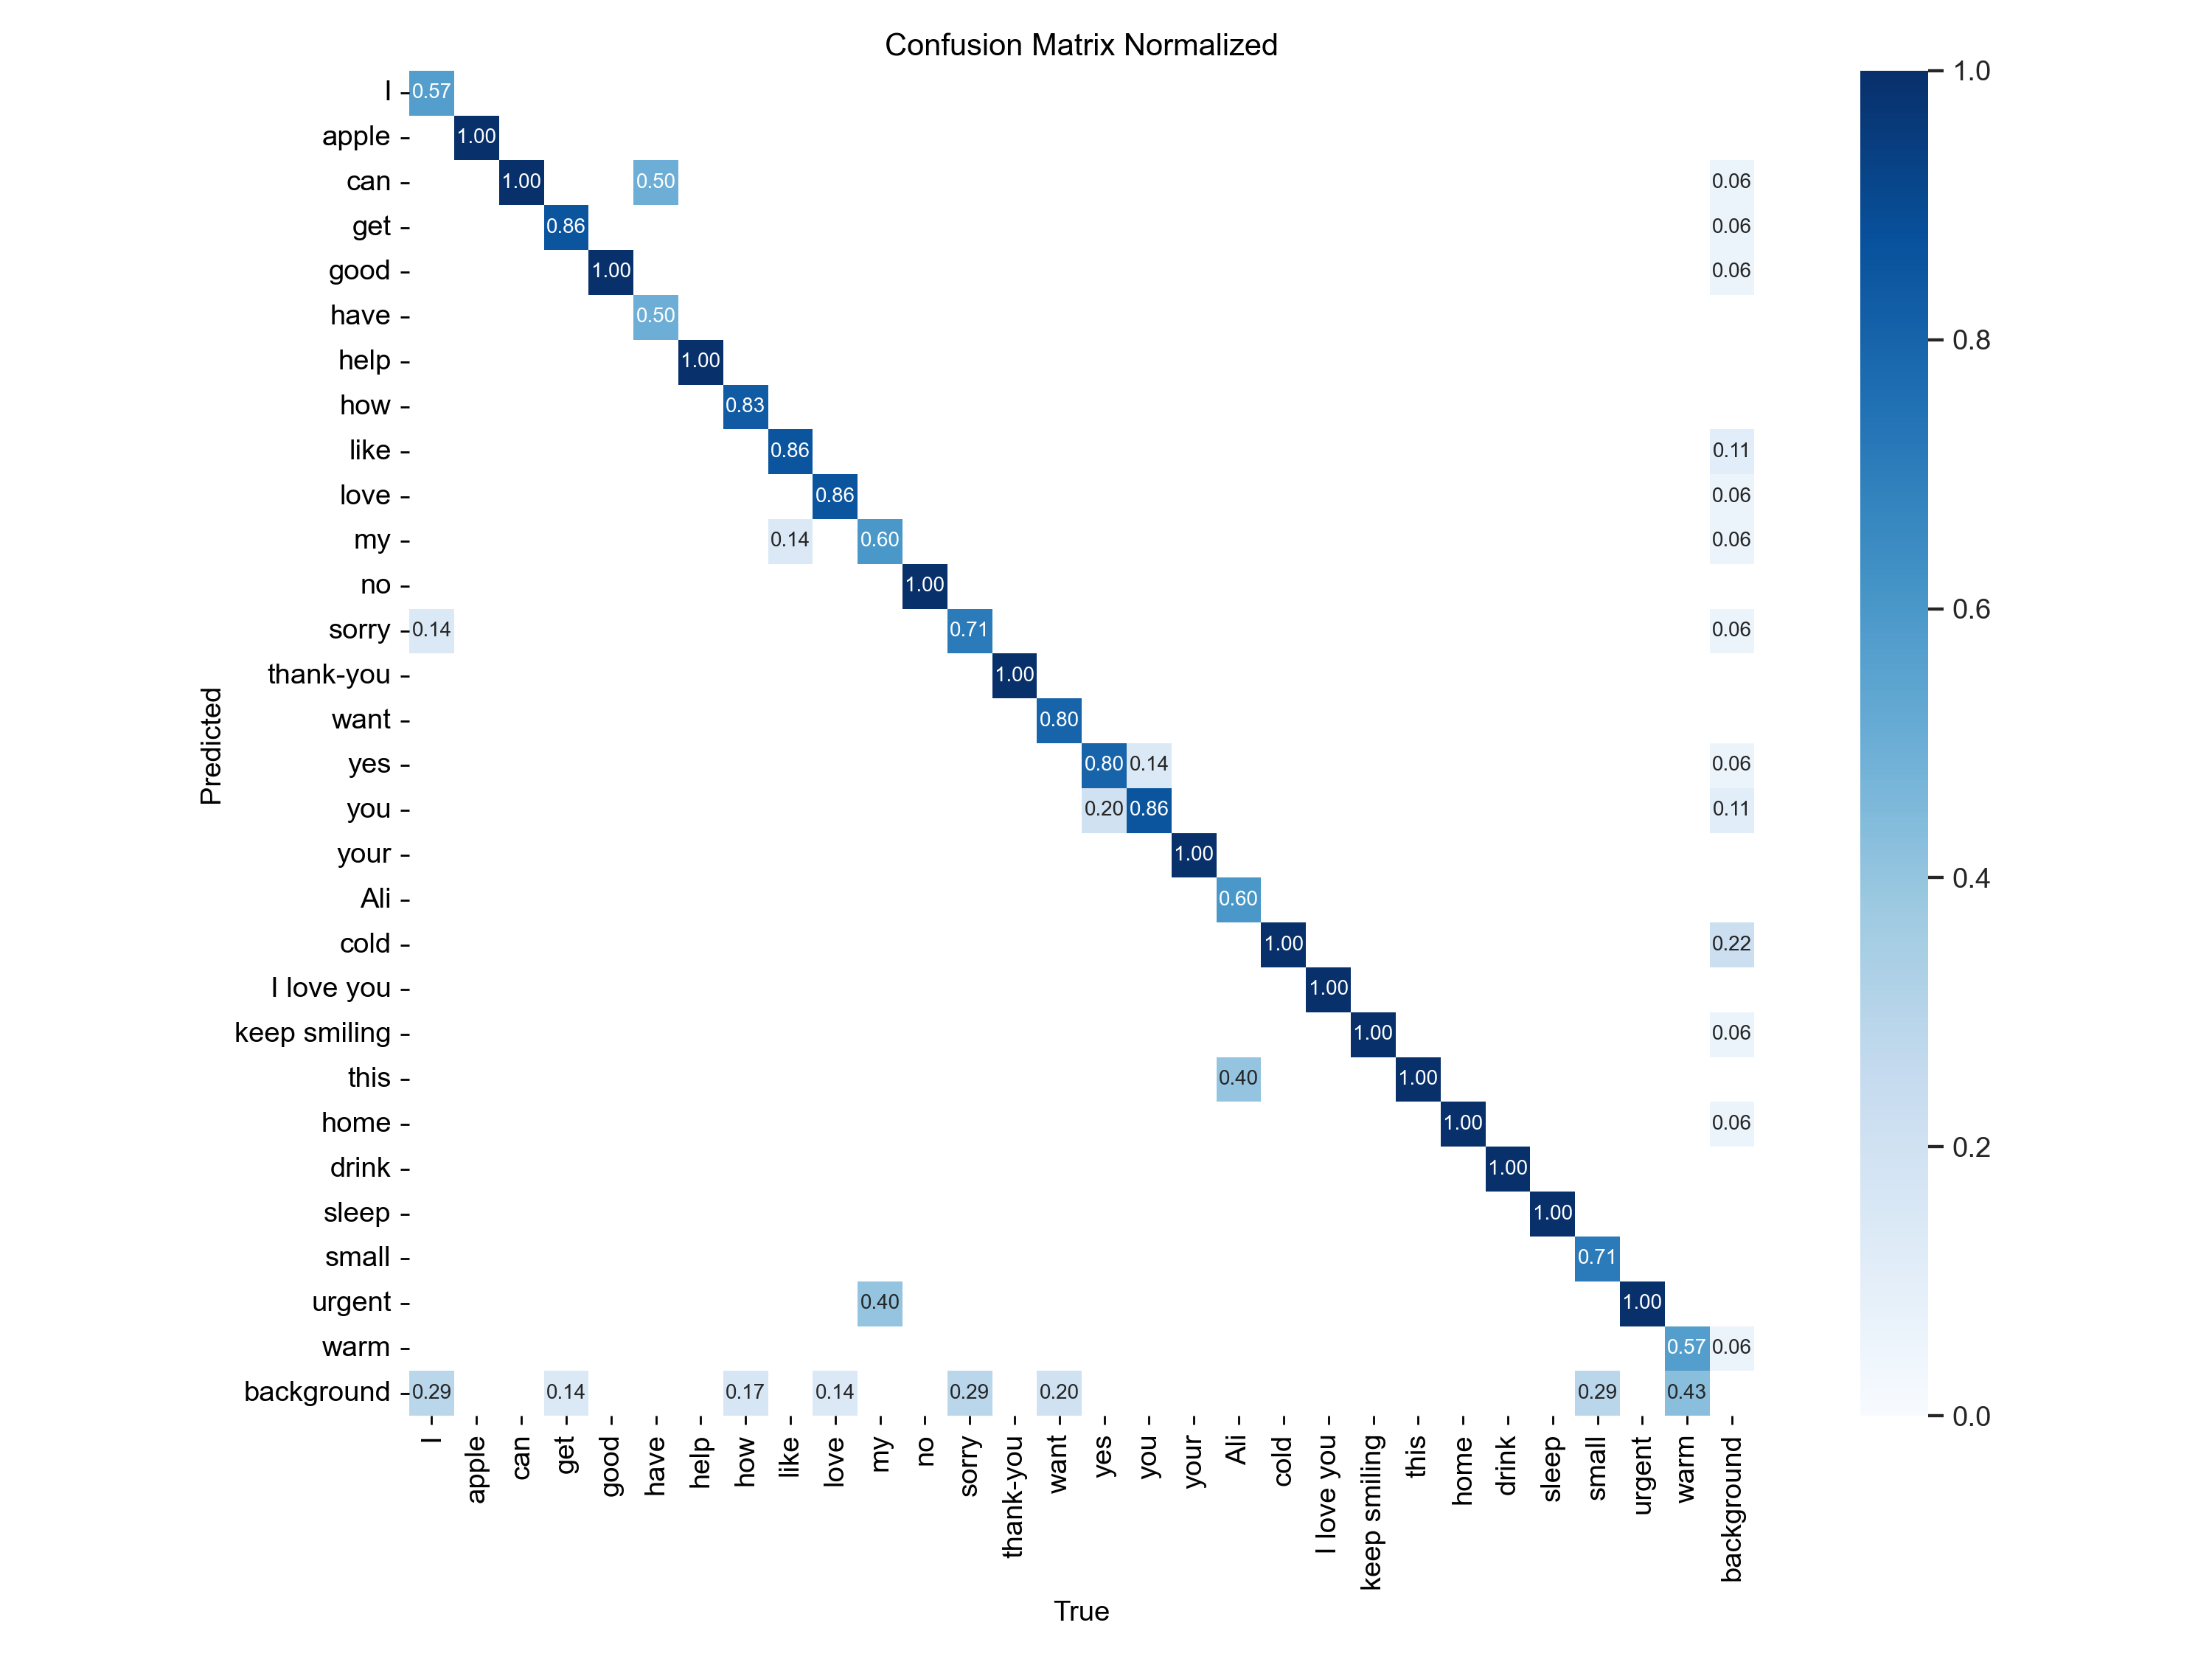 Confusion Matrix Normalized
I 0.57
apple 1.00
can 1.00 0.50 0.06
get 0.86 0.06
good 1.00 0.06
have 0.50
help 1.00
how 0.83
like 0.86 0.11
love 0.86 0.06
my 0.14 0.60 0.06
no 1.00
sorry 0.14 0.71 0.06
thank-you 1.00
want 0.80
yes 0.80 0.14 0.06
you 0.20 0.86 0.11
your 1.00
Ali 0.60
cold 1.00 0.22
I love you 1.00
keep smiling 1.00 0.06
this 0.40 1.00
home 1.00 0.06
drink 1.00
sleep 1.00
small 0.71
urgent 0.40 1.00
warm 0.57 0.06
background 0.29 0.14 0.17 0.14 0.29 0.20 0.29 0.43
Predicted
I
apple
can
get
good
have
help
how
like
love
my
no
sorry
thank-you
want
yes
you
your
Ali
cold
I love you
keep smiling
this
home
drink
sleep
small
urgent
warm
background
True
1.0
0.8
0.6
0.4
0.2
0.0